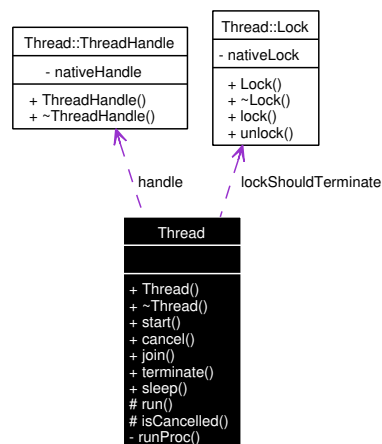 Thread::ThreadHandle
- nativeHandle
+ ThreadHandle()
+ ~ThreadHandle()
Thread::Lock
- nativeLock
+ Lock()
+ ~Lock()
+ lock()
+ unlock()
handle
lockShouldTerminate
Thread
+ Thread()
+ ~Thread()
+ start()
+ cancel()
+ join()
+ terminate()
+ sleep()
# run()
# isCancelled()
- runProc()